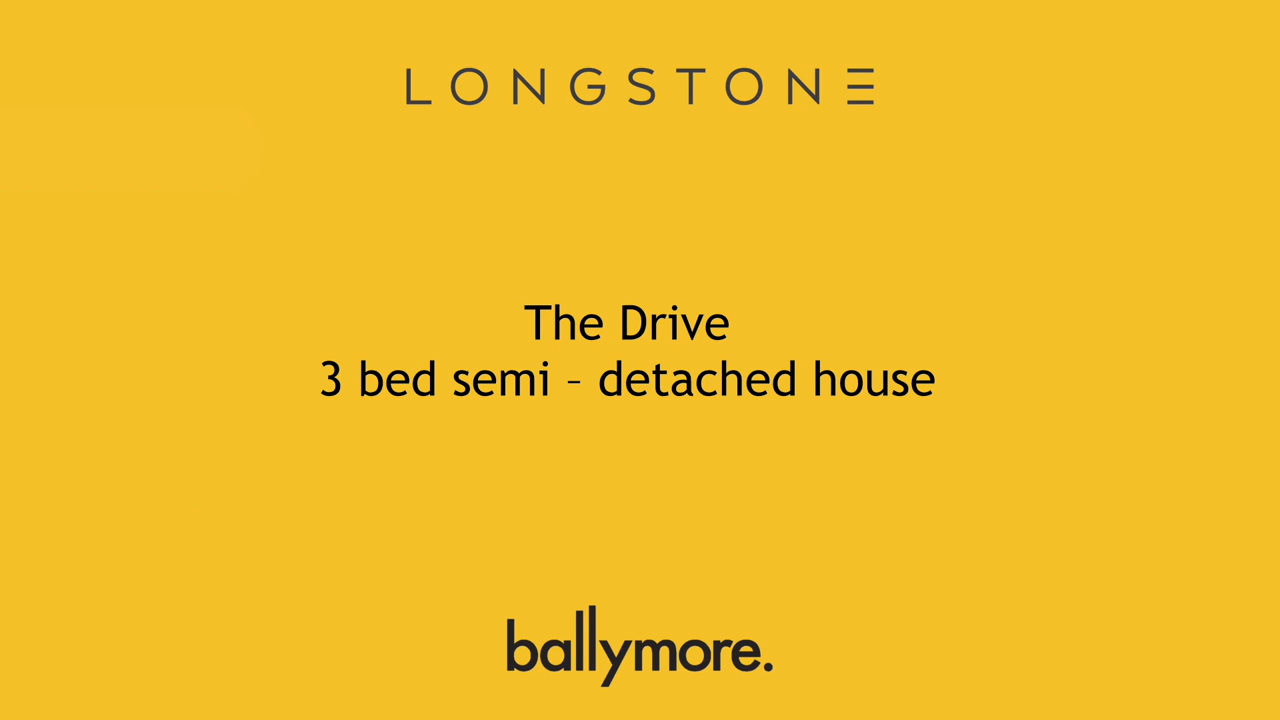 LONGSTONE
The Drive
3 bed semi – detached house
ballymore.